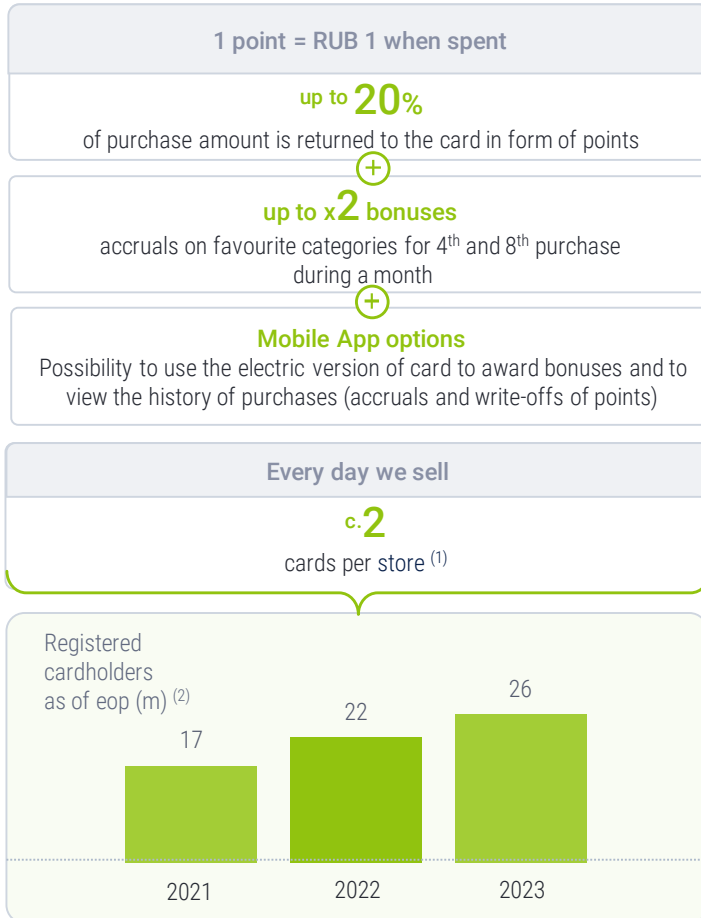 1 point = RUB 1 when spent
up to 20%
of purchase amount is returned to the card in form of points
+
up to x2 bonuses
accruals on favourite categories for 4th and 8th purchase
during a month
+
Mobile App options
Possibility to use the electric version of card to award bonuses and to
view the history of purchases (accruals and write-offs of points)
Every day we sell
c.2
cards per store (1)
Registered
cardholders
as of eop (m) (2)
17
22
26
2021
2022
2023